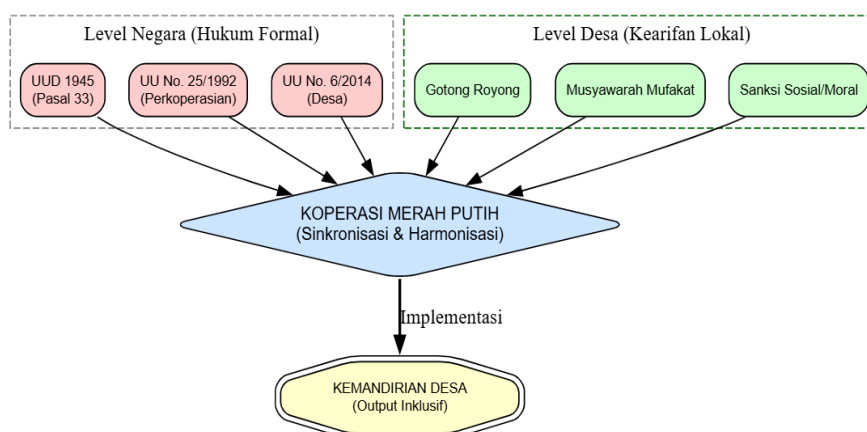 Level Negara (Hukum Formal)
UUD 1945
(Pasal 33)
UU No. 25/1992
(Perkoperasian)
UU No. 6/2014
(Desa)
Level Desa (Kearifan Lokal)
Gotong Royong
Musyawarah Mufakat
Sanksi Sosial/Moral
KOPERASI MERAH PUTIH
(Sinkronisasi & Harmonisasi)
Implementasi
KEMANDIRIAN DESA
(Output Inklusif)